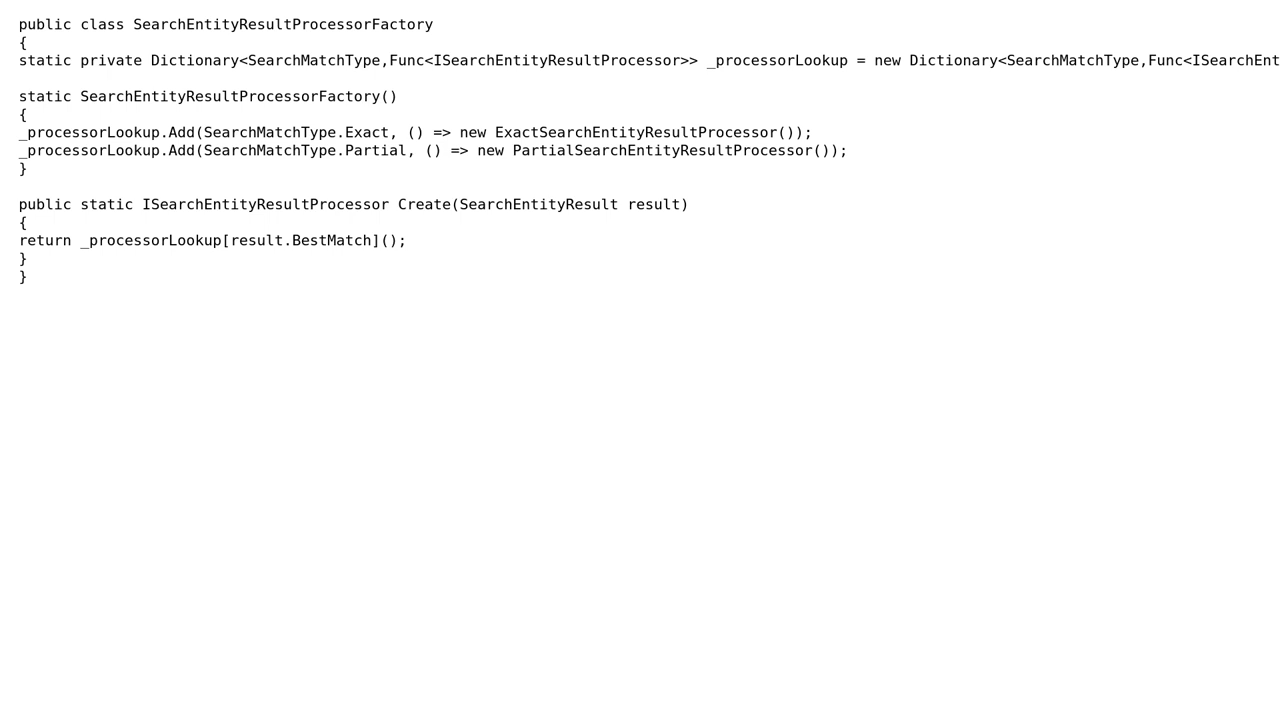 public class SearchEntityResultProcessorFactory
{
static private Dictionary<SearchMatchType,Func<ISearchEntityResultProcessor>> _processorLookup = new Dictionary<SearchMatchType,Func<ISearchEnt

static SearchEntityResultProcessorFactory()
{
_processorLookup.Add(SearchMatchType.Exact, () => new ExactSearchEntityResultProcessor());
_processorLookup.Add(SearchMatchType.Partial, () => new PartialSearchEntityResultProcessor());
}

public static ISearchEntityResultProcessor Create(SearchEntityResult result)
{
return _processorLookup[result.BestMatch]();
}
}